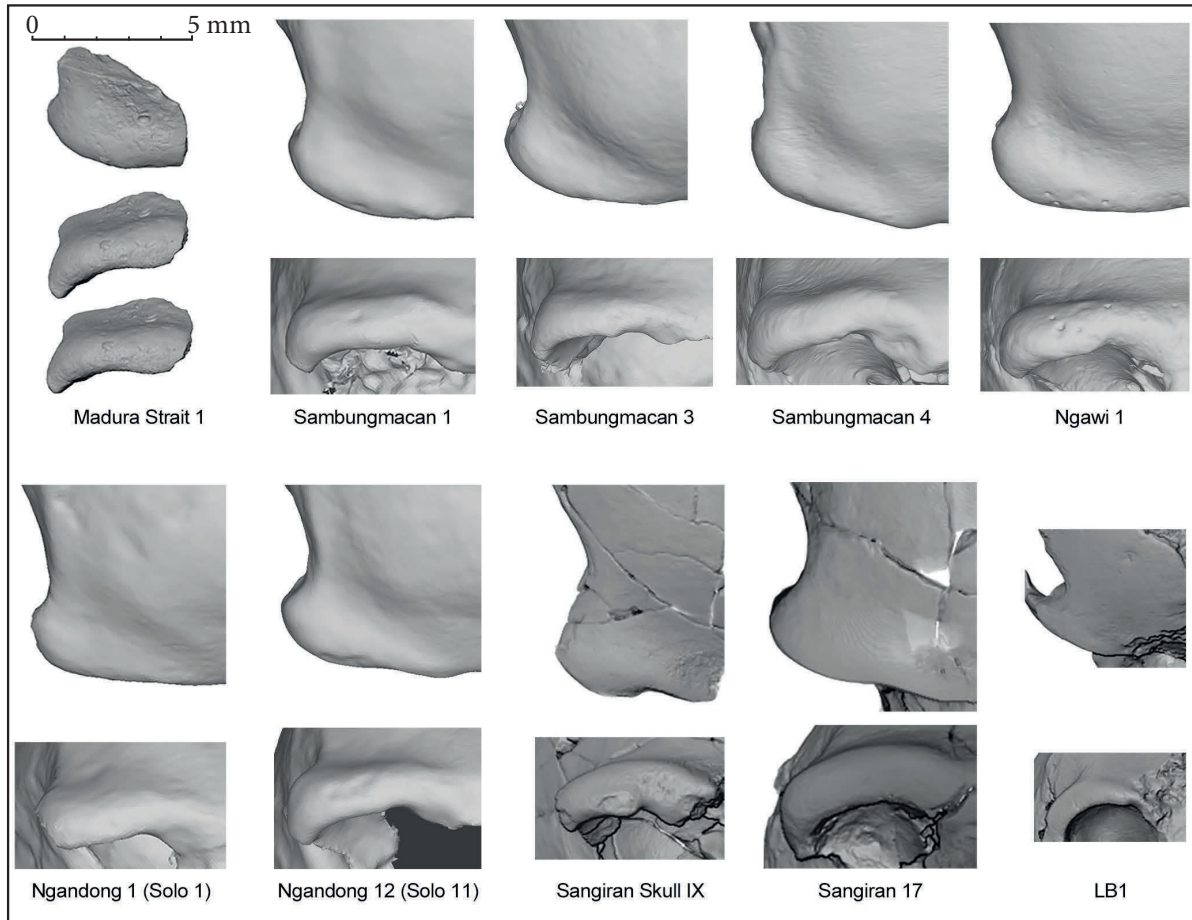 0 5 mm
Madura Strait 1
Sambungmacan 1
Sambungmacan 3
Sambungmacan 4
Ngawi 1
Ngandong 1 (Solo 1)
Ngandong 12 (Solo 11)
Sangiran Skull IX
Sangiran 17
LB1